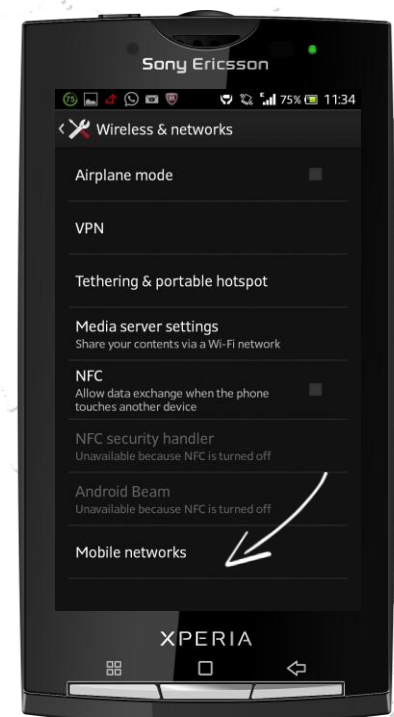 Sony Ericsson
75 E 75% 11:34
Wireless & networks
Airplane mode
VPN
Tethering & portable hotspot
Media server settings
Share your contents via a Wi-Fi network
NFC
Allow data exchange when the phone
touches another device
NFC security handler
Unavailable because NFC is turned off
Android Beam
Unavailable because NFC is turned off
Mobile networks
XPERIA